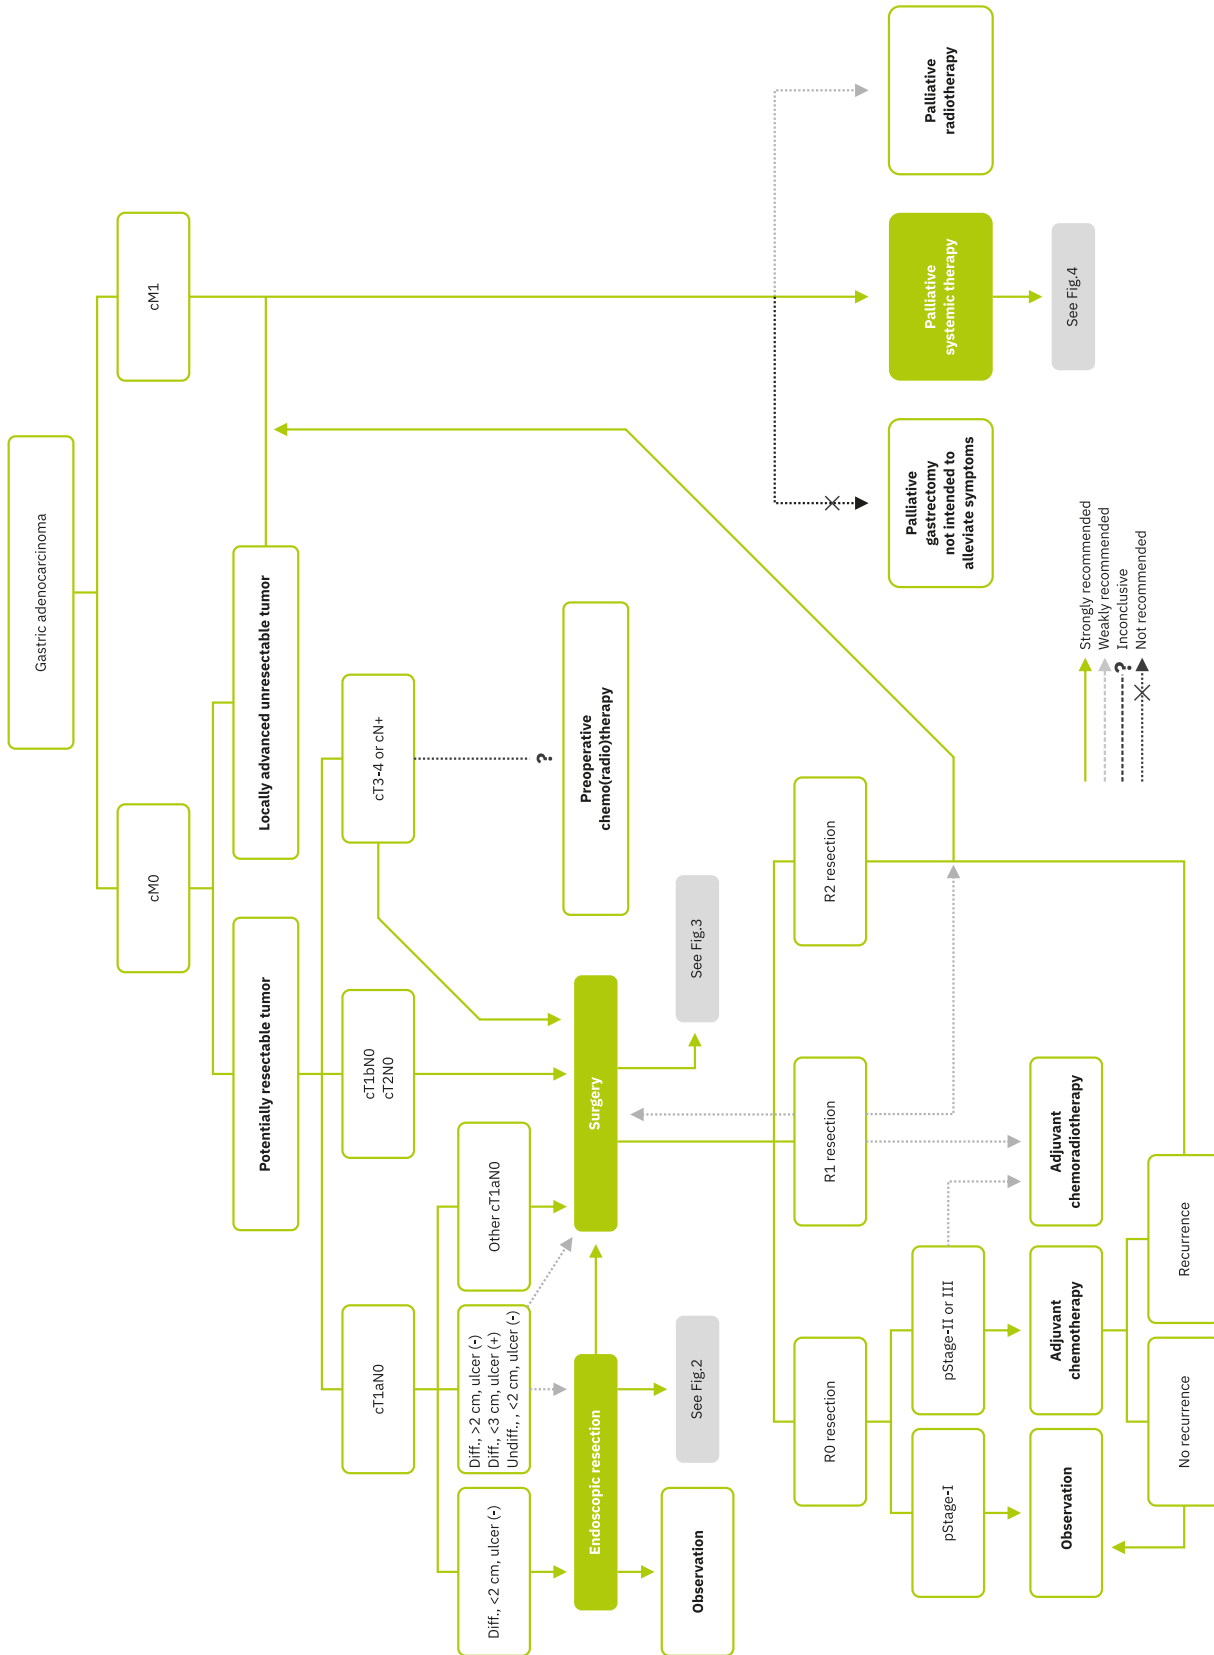 Gastric adenocarcinoma
cM0
cM1
Potentially resectable tumor
Locally advanced unresectable tumor
cT1aN0
cT1bN0
cT2N0
cT3-4 or cN+
Diff., <2 cm, ulcer (-)
Diff., >2 cm, ulcer (-)
Diff., <3 cm, ulcer (+)
Undiff., , <2 cm, ulcer (-)
Other cT1aN0
?
Endoscopic resection
Surgery
Preoperative
chemo(radio)therapy
Observation
See Fig.2
See Fig.3
R0 resection
R1 resection
R2 resection
Palliative
gastrectomy
not intended to
alleviate symptoms
Palliative
systemic therapy
Palliative
radiotherapy
pStage-I
pStage-II or III
Observation
Adjuvant
chemotherapy
Adjuvant
chemoradiotherapy
See Fig.4
No recurrence
Recurrence
Strongly recommended
Weakly recommended
? Inconclusive
Not recommended